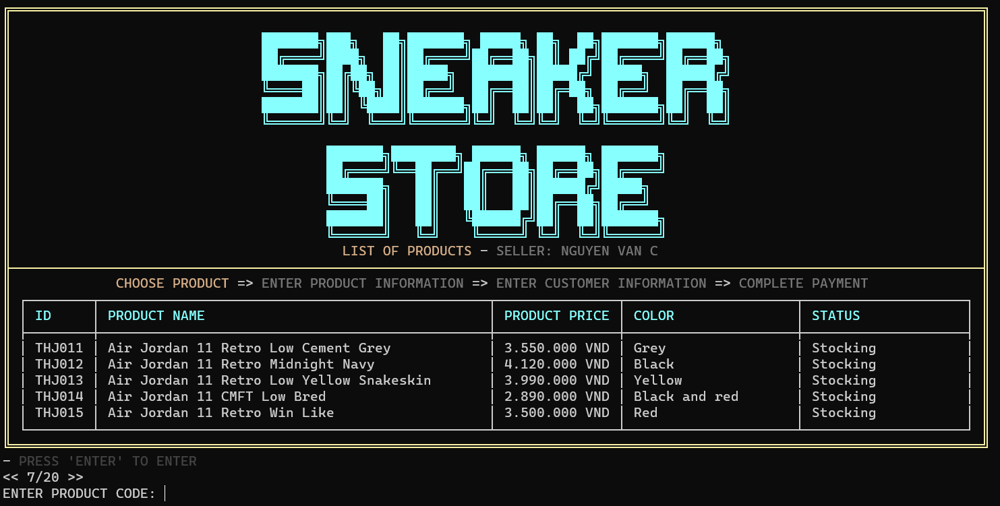 SNEAKER
STORE
LIST OF PRODUCTS - SELLER: NGUYEN VAN C
CHOOSE PRODUCT => ENTER PRODUCT INFORMATION => ENTER CUSTOMER INFORMATION => COMPLETE PAYMENT
ID PRODUCT NAME PRODUCT PRICE COLOR STATUS
THJ011 Air Jordan 11 Retro Low Cement Grey 3.550.000 VND Grey Stocking
THJ012 Air Jordan 11 Retro Midnight Navy 4.120.000 VND Black Stocking
THJ013 Air Jordan 11 Retro Low Yellow Snakeskin 3.990.000 VND Yellow Stocking
THJ014 Air Jordan 11 CMFT Low Bred 2.890.000 VND Black and red Stocking
THJ015 Air Jordan 11 Retro Win Like 3.500.000 VND Red Stocking
- PRESS 'ENTER' TO ENTER
<< 7/20 >>
ENTER PRODUCT CODE: